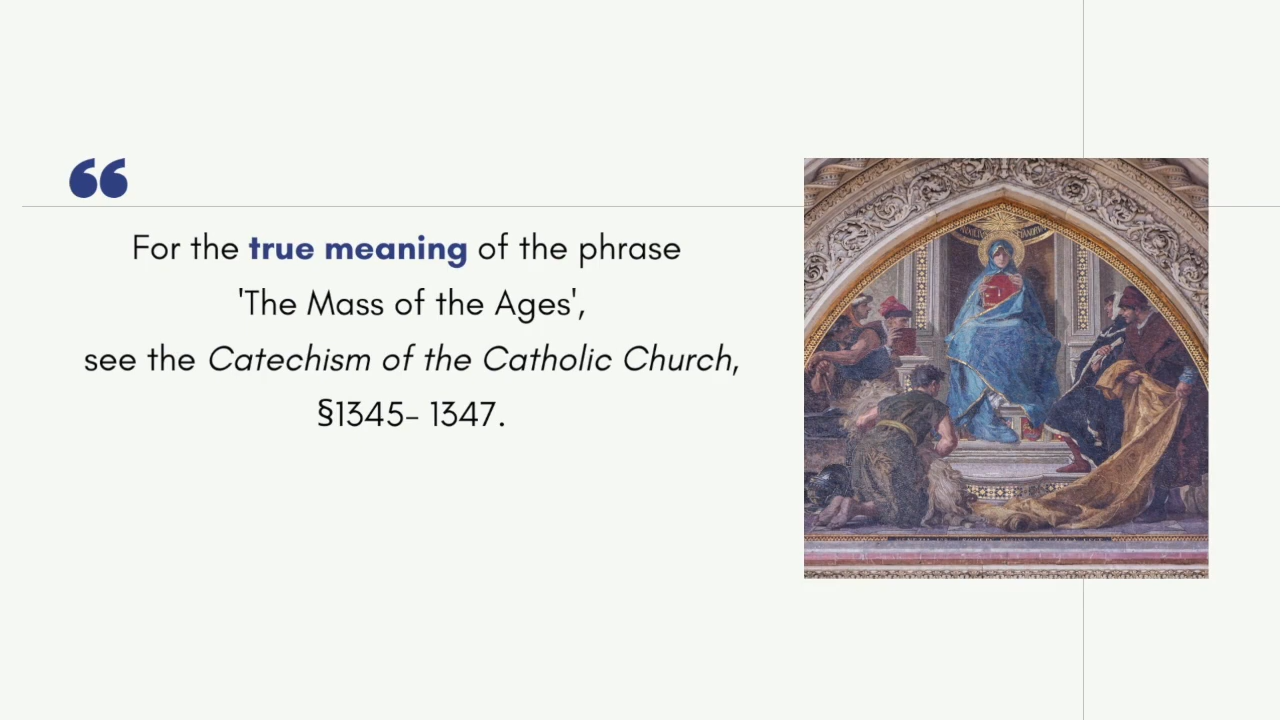 “
For the true meaning of the phrase
'The Mass of the Ages',
see the Catechism of the Catholic Church,
§1345- 1347.